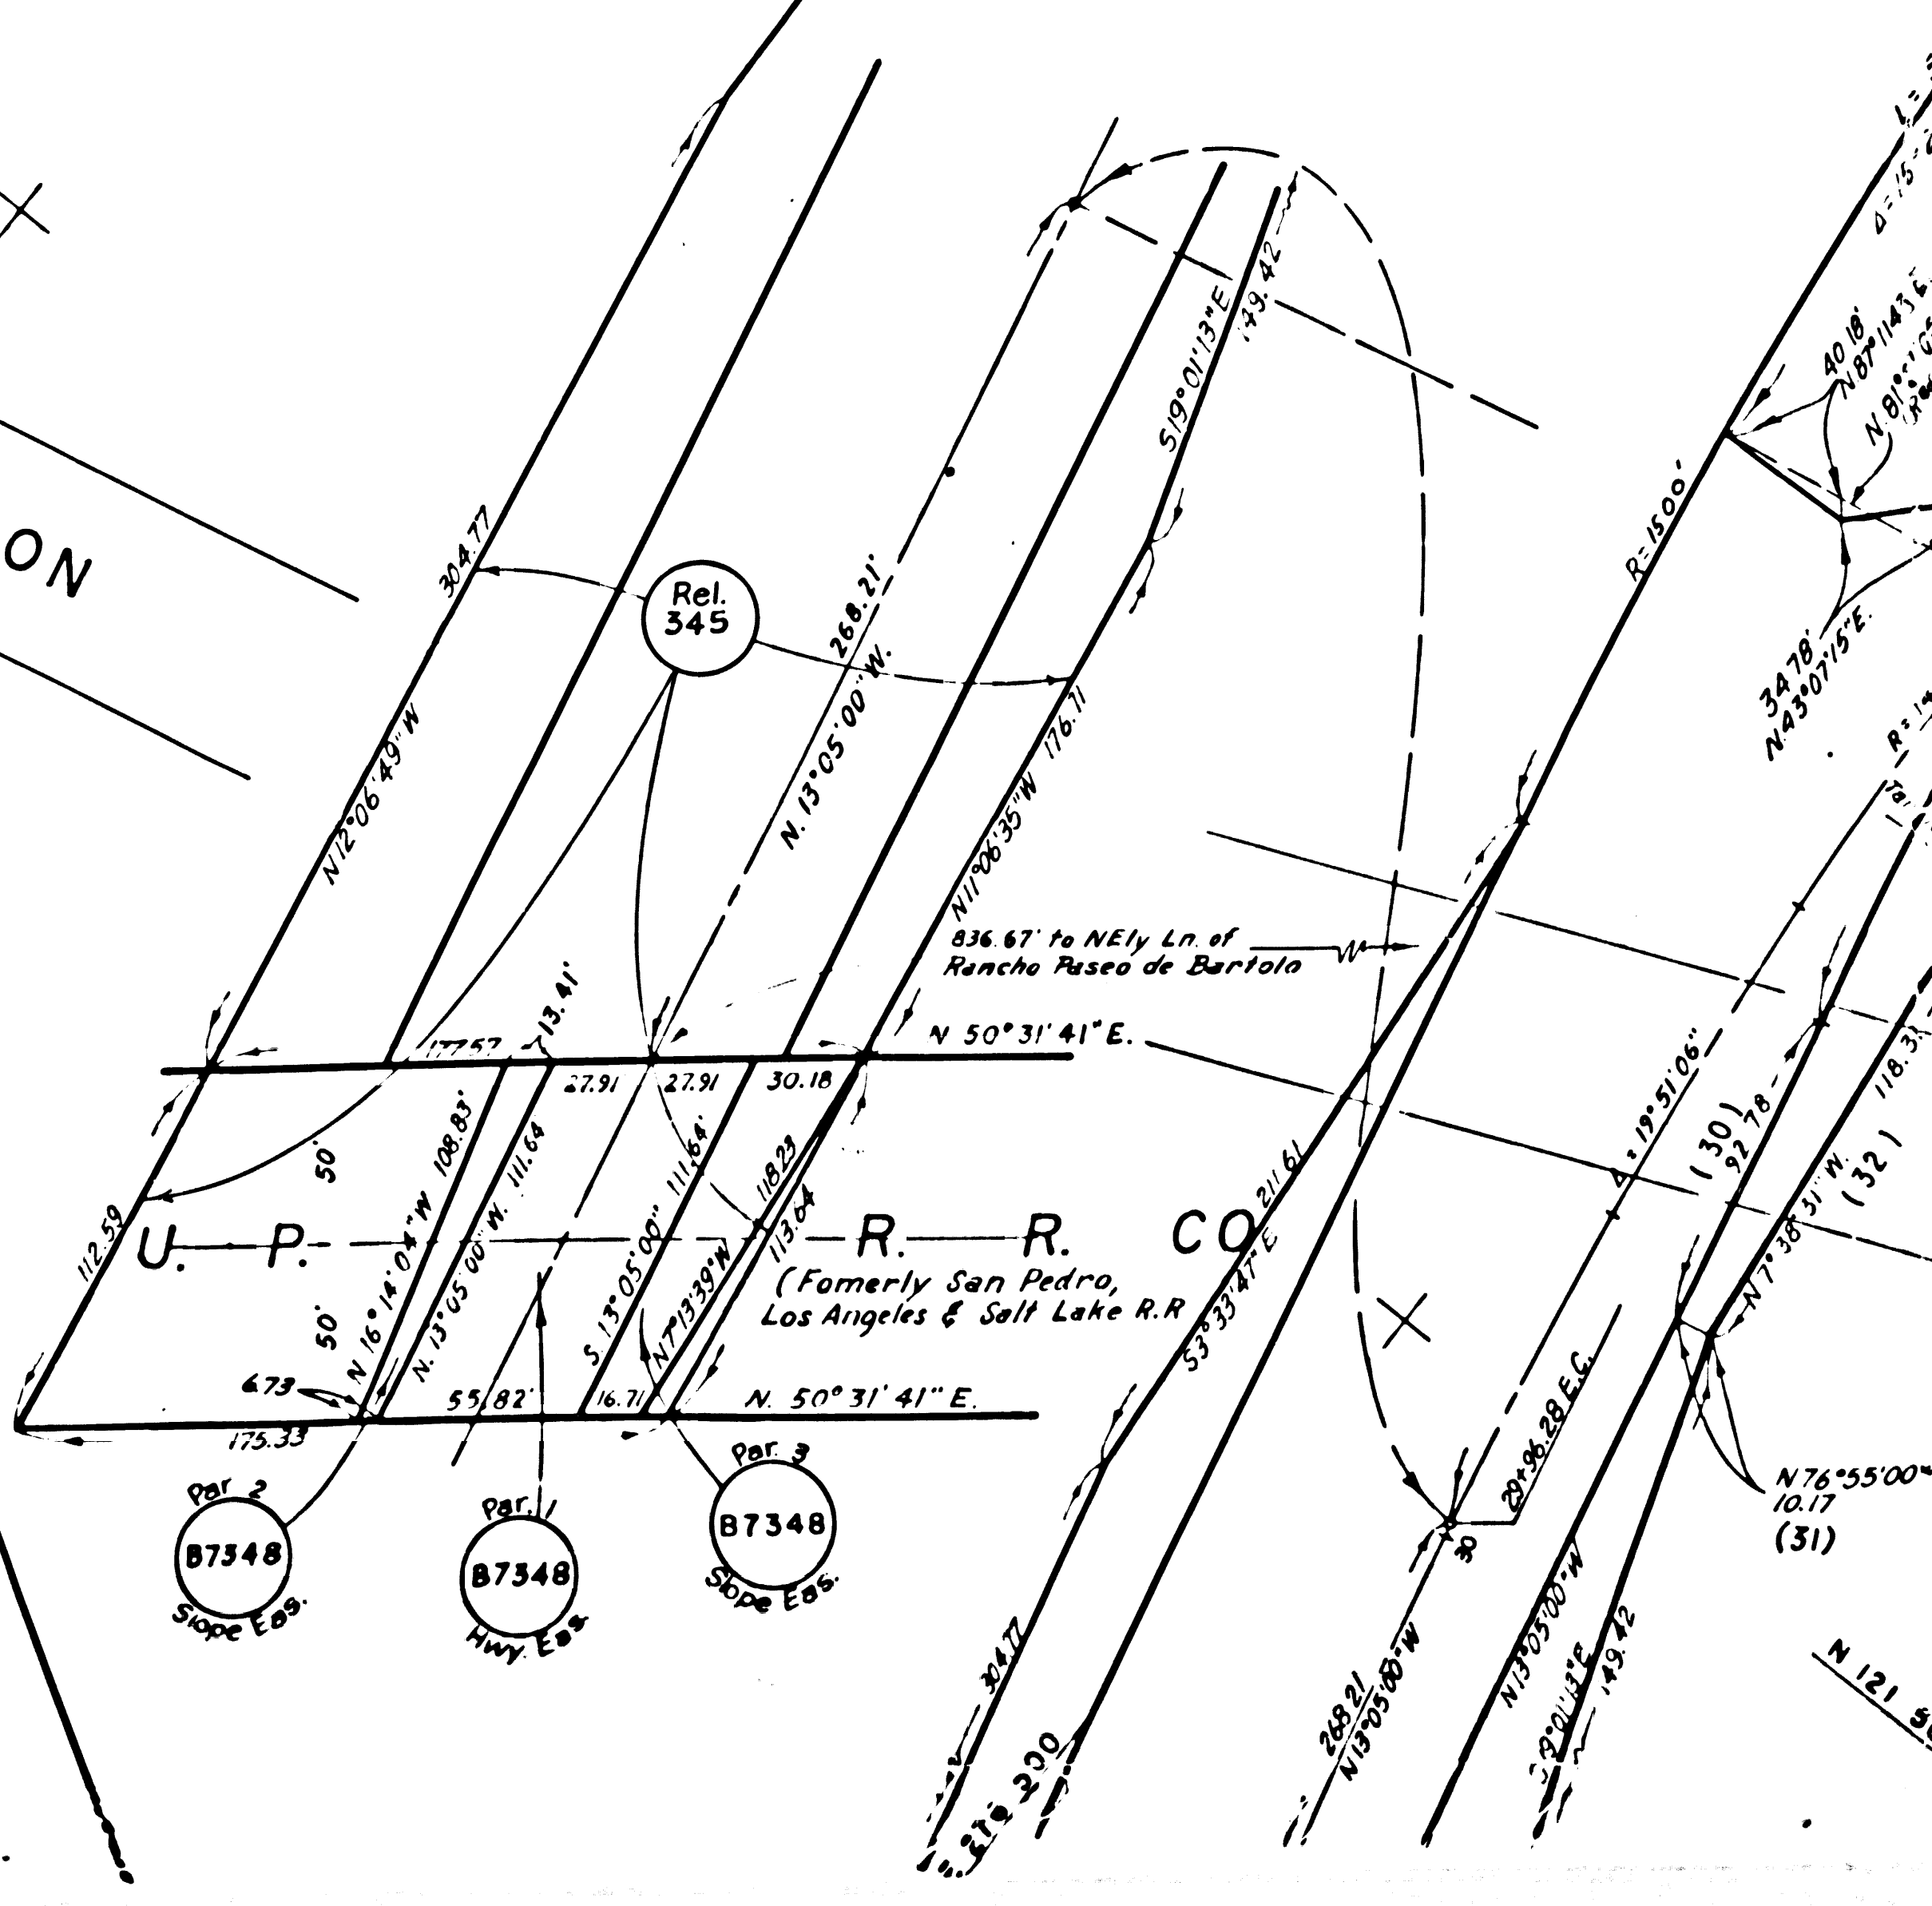 ON
304.77
N 12°06'49" W
Rel.
345
268.21'
N. 13°05'00" W.
S19°01'13"E
149.42
176.71
N11°06'35"W
836.67' to NEly Ln. of
Rancho Paseo de Bartolo
N 50°31'41" E.
177.57
13.41'
27.91
27.91
30.18
112.59
50'
50'
108.83'
N 16°14'04" W
111.64
N. 13°05'00" W.
111.64'
S. 13°05'00"
118.23
113.04
N7°13'39"W
U. P. R. R. CO
(Fomerly San Pedro,
Los Angeles & Salt Lake R.R
6.73
55.82'
16.71
N. 50°31'41" E.
175.33
Par 2
B7348
Slope Eas.
Par. 1
B7348
Hwy. Eas
Par. 3
B7348
Slope Eas.
211.61
S3°33'47"E
304.77
Sta 200
R=1500'
40.18'
34.78'
N43°07'15"E.
19°51'06"
(30)
92.78
118.3
N7°38'31"W.
(32)
29+96.28 E.C.
30
N76°55'00"
10.17
(31)
268.21
N13°05'00"W
N13°05'00"W
149.42
N 121